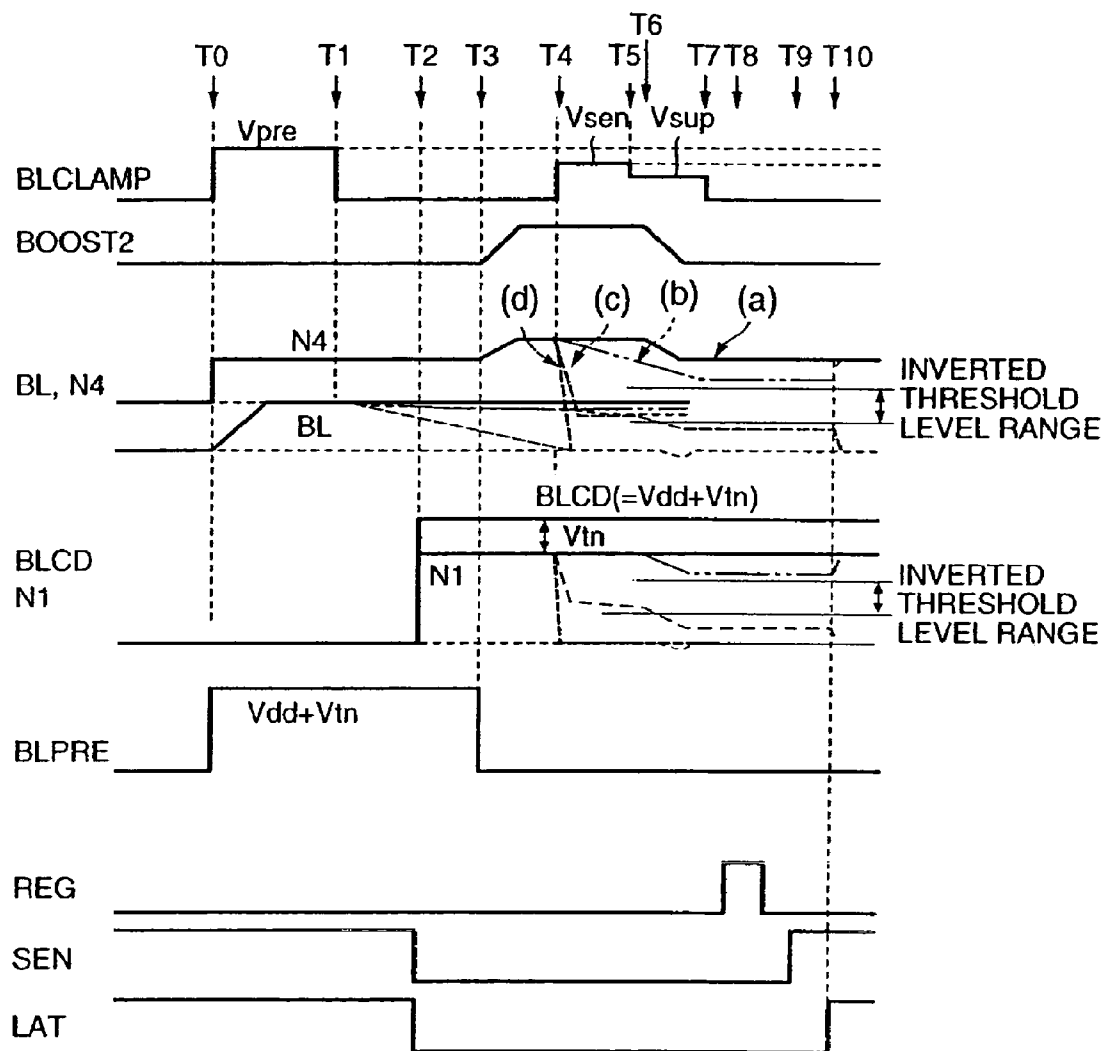 T6
T0 T1 T2 T3 T4 T5 T7 T8 T9 T10
Vpre
Vsen
Vsup
BLCLAMP
BOOST2
(d) (c) (b) (a)
N4
BL, N4
BL
INVERTED
THRESHOLD
LEVEL RANGE
BLCD(=Vdd+Vtn)
Vtn
BLCD
N1
N1
INVERTED
THRESHOLD
LEVEL RANGE
Vdd+Vtn
BLPRE
REG
SEN
LAT